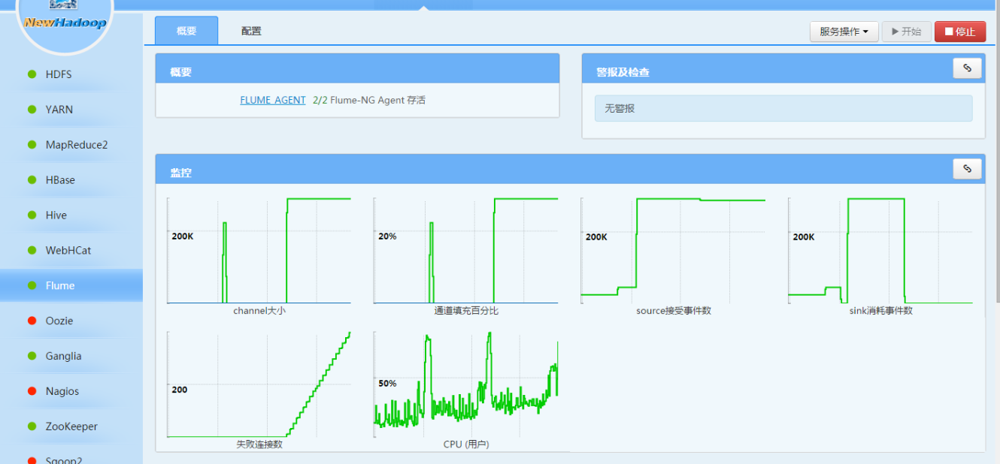 NewHadoop
HDFS
YARN
MapReduce2
HBase
Hive
WebHCat
Flume
Oozie
Ganglia
Nagios
ZooKeeper
Sqoop2
概要 配置
服务操作 开始 停止
概要
FLUME AGENT 2/2 Flume-NG Agent 存活
警报及检查
无警报
监控
200K
channel大小
20%
通道填充百分比
200K
source接受事件数
200K
sink消耗事件数
200
失败连接数
50%
CPU (用户)